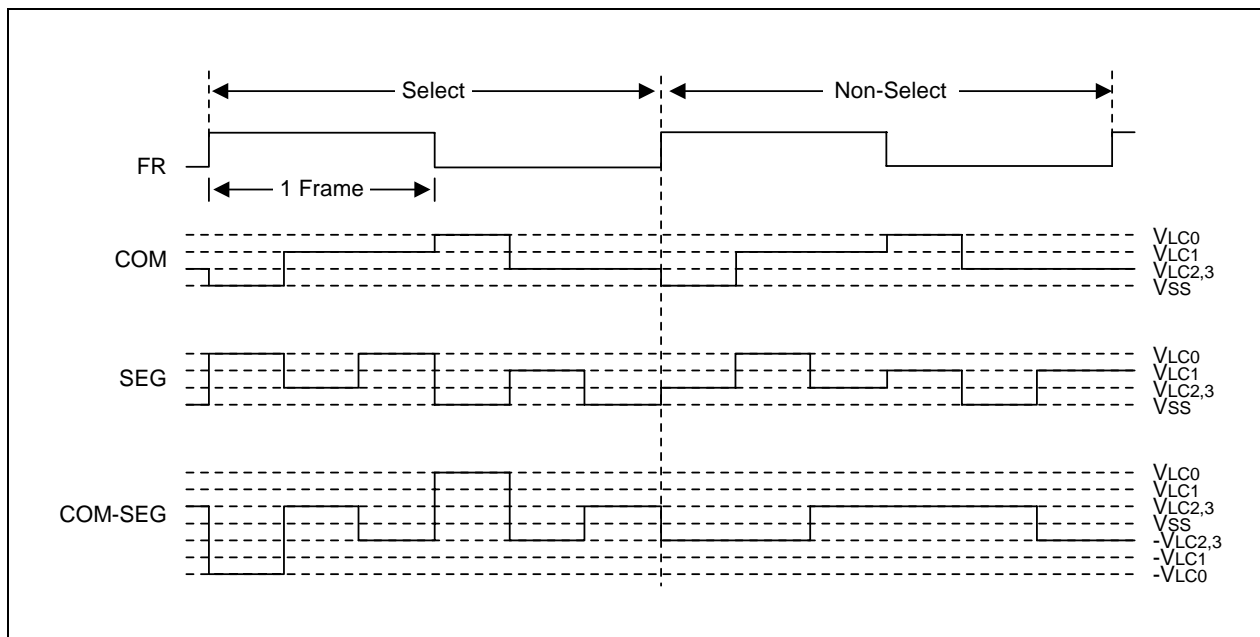 Select
Non-Select
FR
1 Frame
COM
VLC0
VLC1
VLC2,3
VSS
SEG
VLC0
VLC1
VLC2,3
VSS
COM-SEG
VLC0
VLC1
VLC2,3
VSS
-VLC2,3
-VLC1
-VLC0